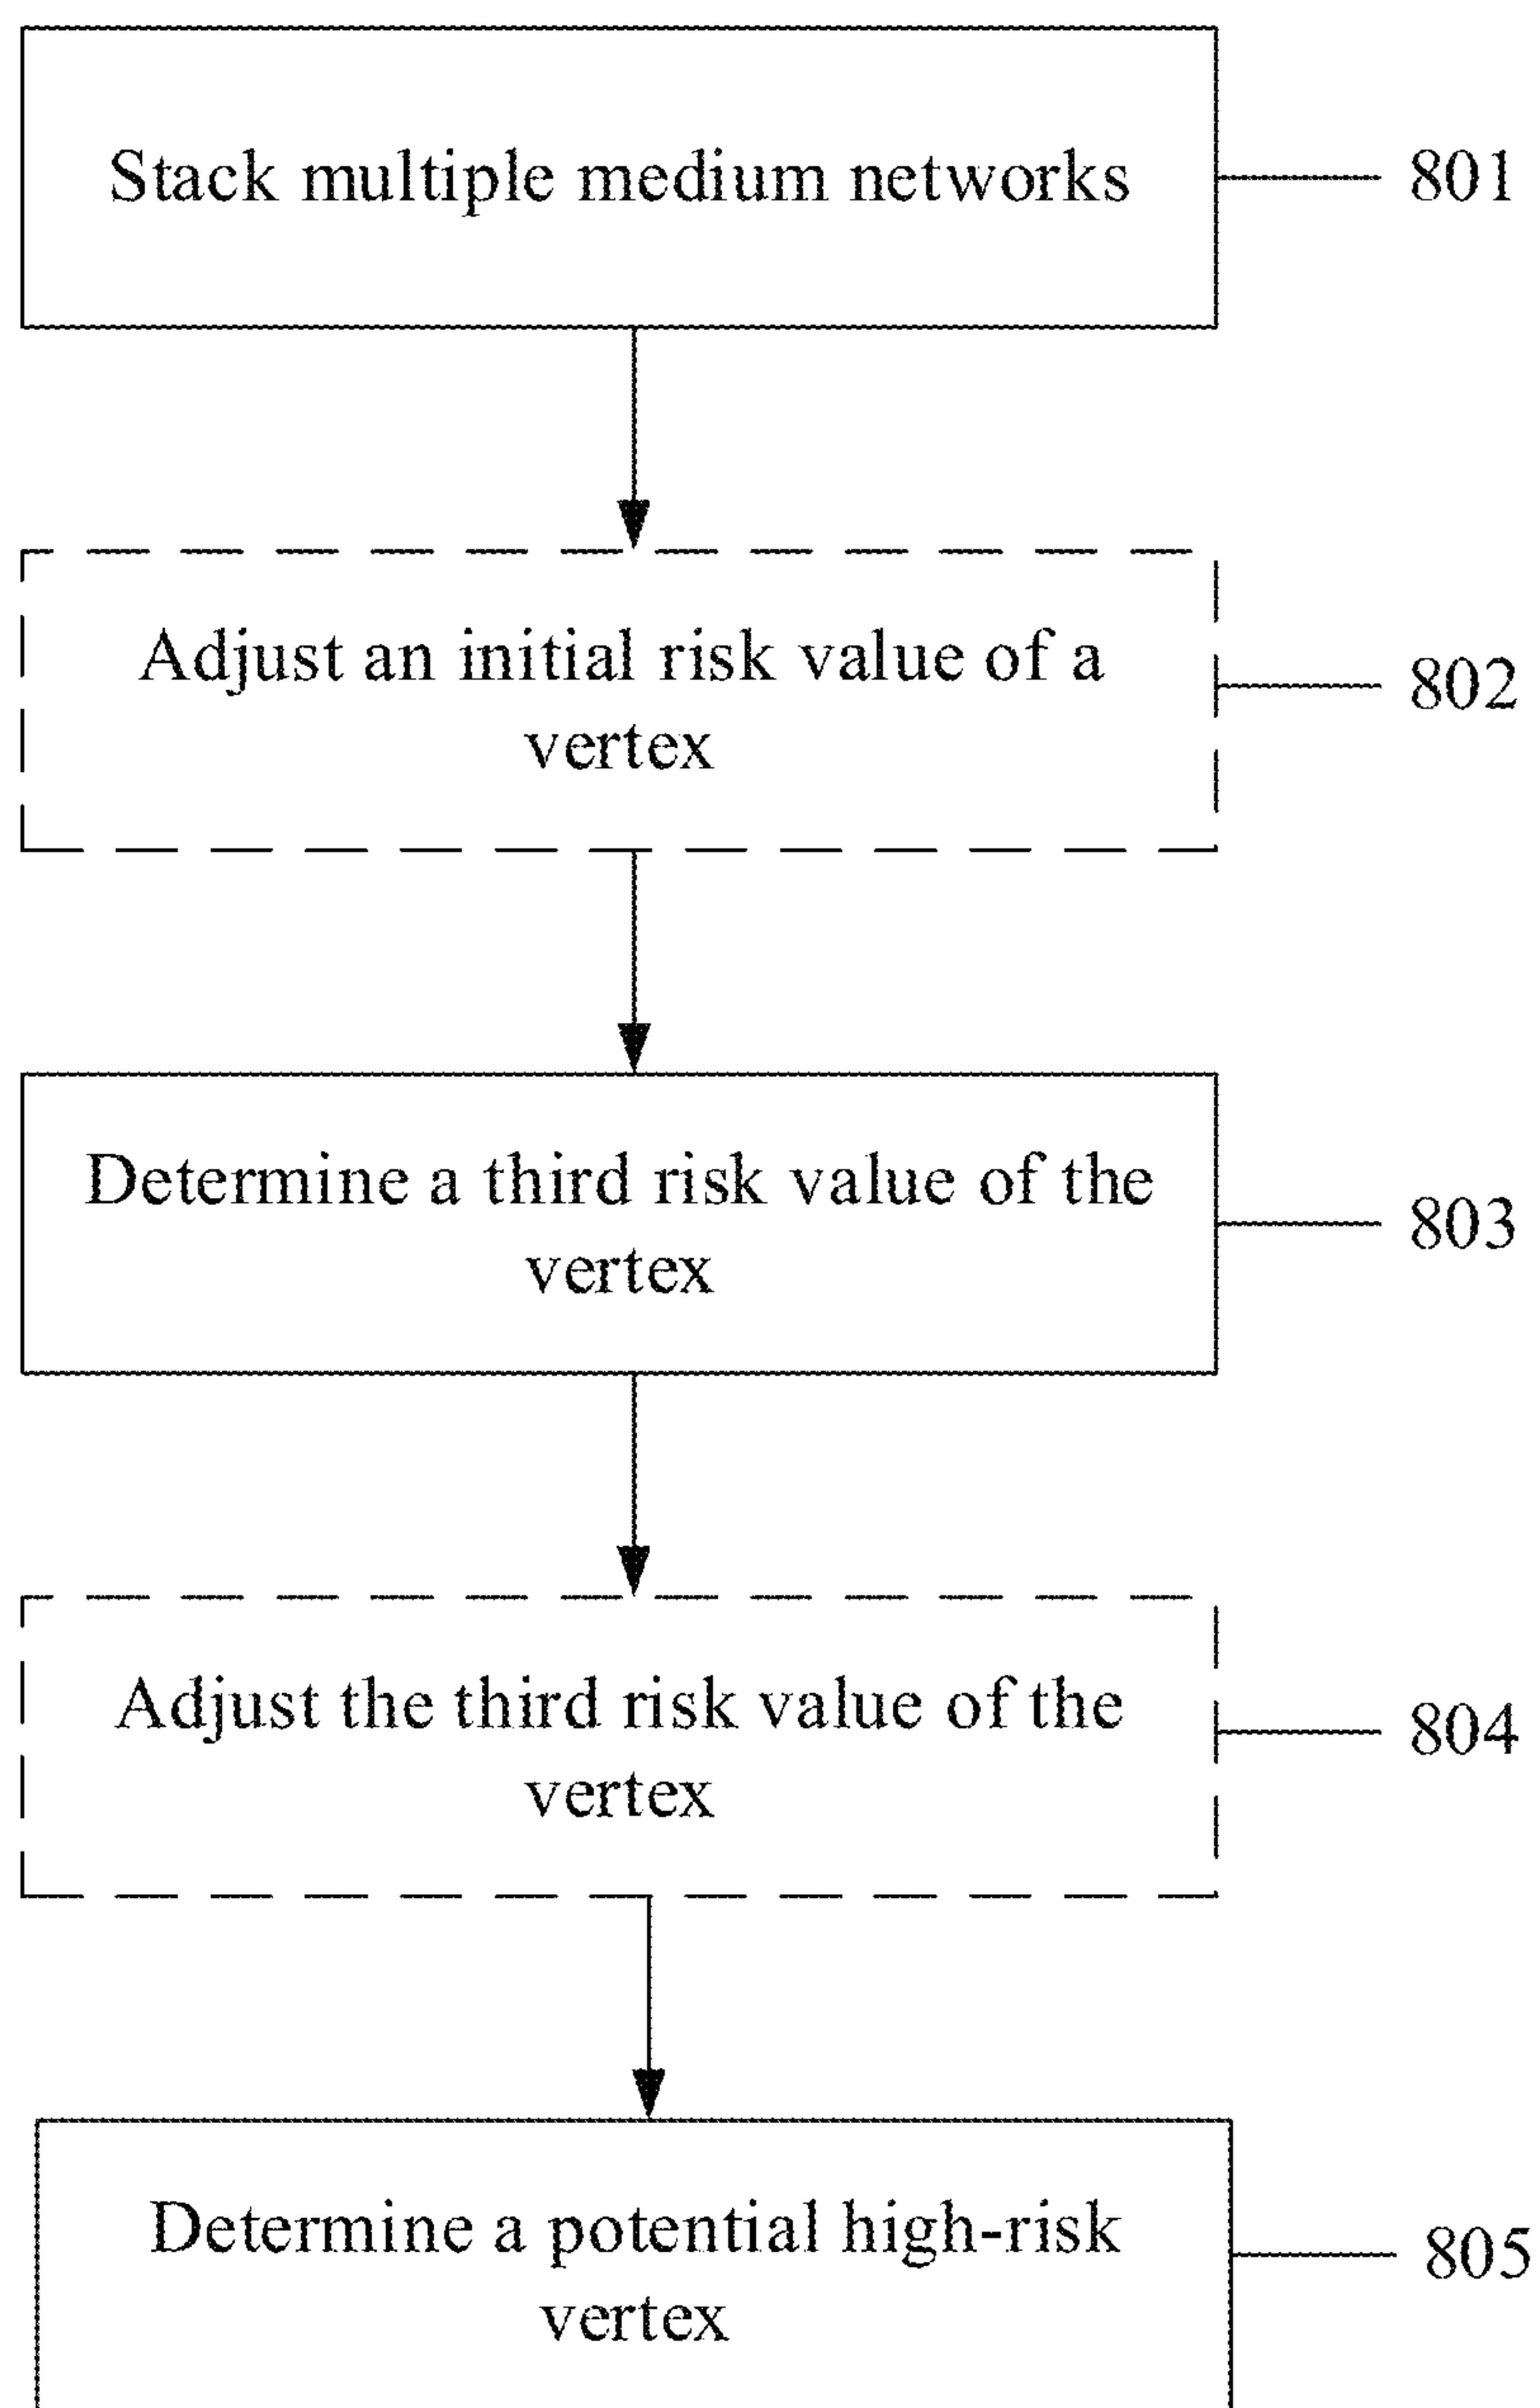 Stack multiple medium networks
801
Adjust an initial risk value of a
vertex
802
Determine a third risk value of the
vertex
803
Adjust the third risk value of the
vertex
804
Determine a potential high-risk
vertex
805